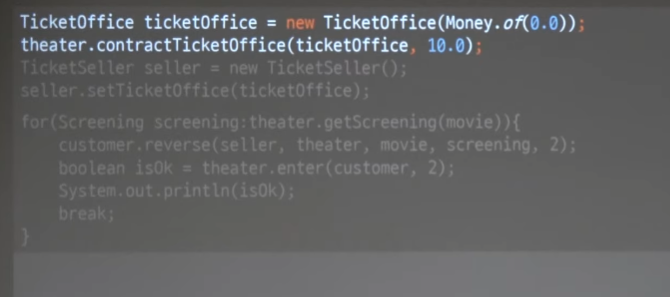 TicketOffice ticketOffice = new TicketOffice(Money.of(0.0));
theater.contractTicketOffice(ticketOffice, 10.0);
TicketSeller seller = new TicketSeller();
seller.setTicketOffice(ticketOffice);
for(Screening screening:theater.getScreening(movie)){
customer.reverse(seller, theater, movie, screening, 2);
boolean isOk = theater.enter(customer, 2);
System.out.println(isOk);
break;
}